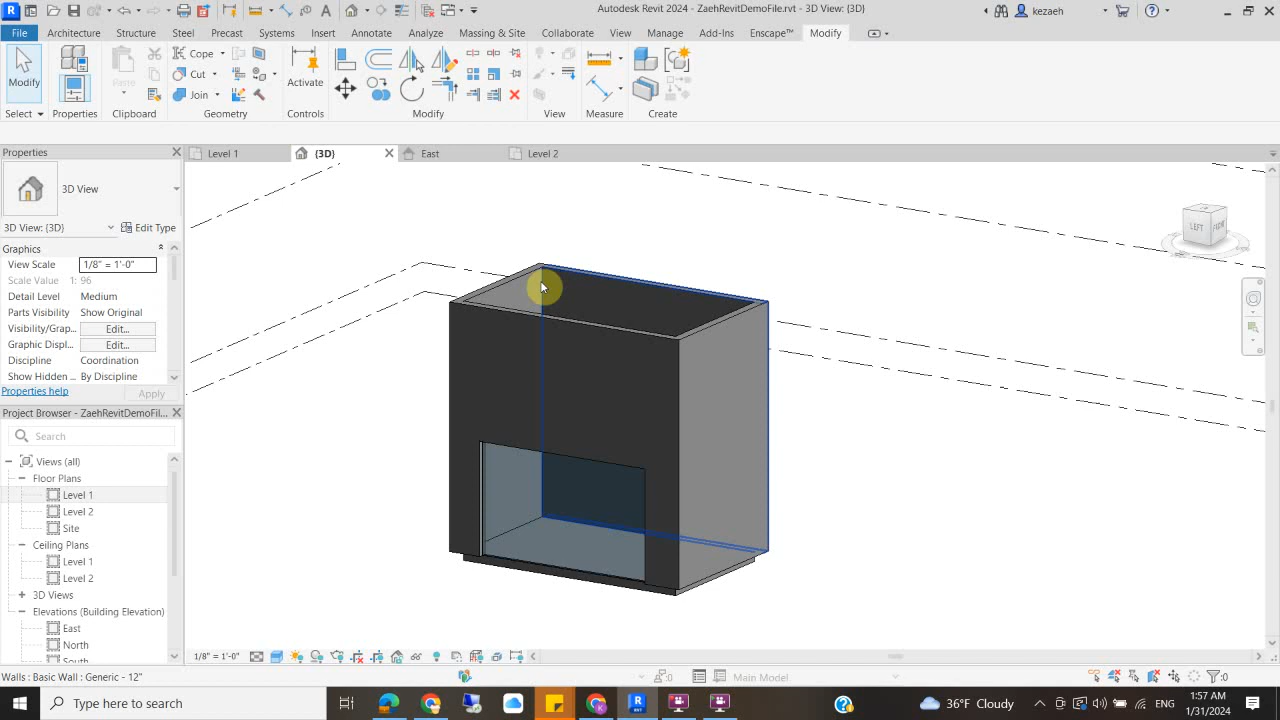 Autodesk Revit 2024 - ZaehRevitDemoFile.rvt - 3D View: {3D}
kezaeh
File Architecture Structure Steel Precast Systems Insert Annotate Analyze Massing & Site Collaborate View Manage Add-Ins Enscape™ Modify
Modify
Paste
Cope
Cut
Join
Activate
Select Properties Clipboard Geometry Controls Modify View Measure Create
Properties
Level 1 {3D} East Level 2
3D View
3D View: {3D} Edit Type
Graphics
View Scale 1/8" = 1'-0"
Scale Value 1: 96
Detail Level Medium
Parts Visibility Show Original
Visibility/Grap... Edit...
Graphic Displ... Edit...
Discipline Coordination
Show Hidden ... By Discipline
Properties help Apply
Project Browser - ZaehRevitDemoFil...
Search
Views (all)
Floor Plans
Level 1
Level 2
Site
Ceiling Plans
Level 1
Level 2
3D Views
Elevations (Building Elevation)
East
North
South
LEFT
1/8" = 1'-0"
Walls : Basic Wall : Generic - 12"
:0
Main Model
:0
Type here to search
36°F Cloudy
ENG
1:57 AM
1/31/2024